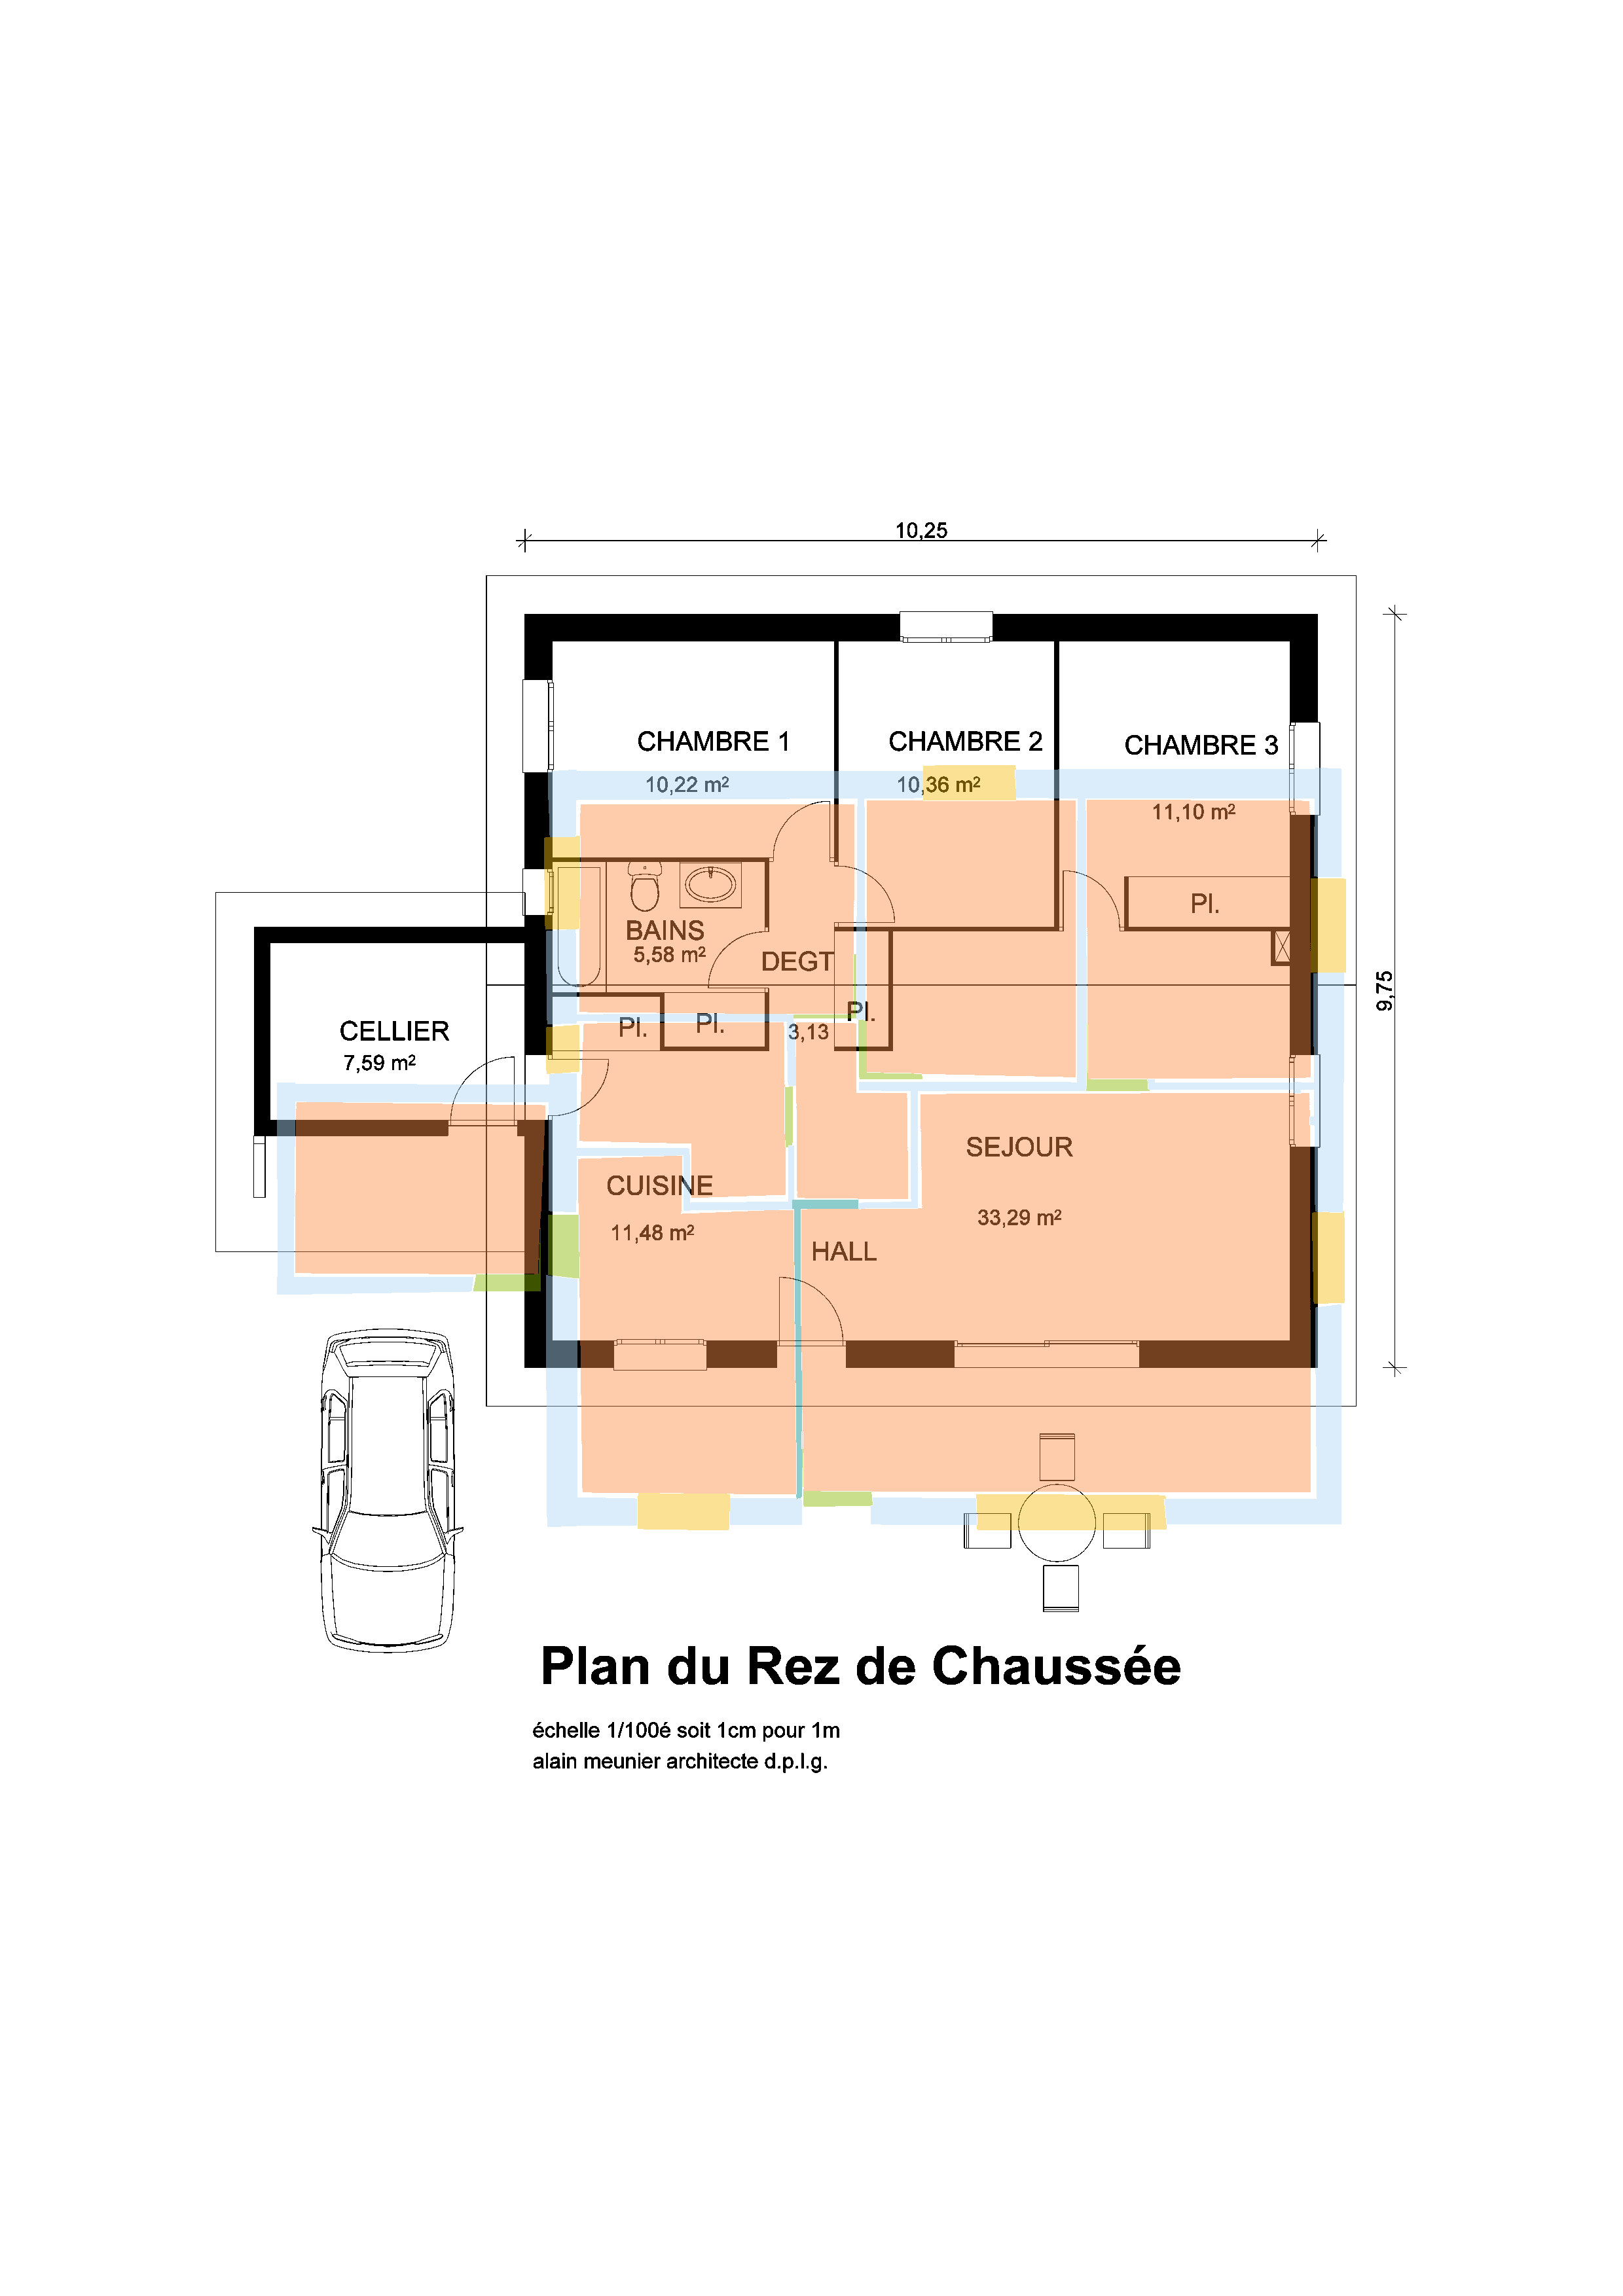 10,25
CHAMBRE 1
10,22 m²
CHAMBRE 2
10,36 m²
CHAMBRE 3
11,10 m²
Pl.
BAINS
5,58 m²
DEGT
9,75
CELLIER
7,59 m²
Pl.
Pl.
3,13
Pl.
SEJOUR
33,29 m²
CUISINE
11,48 m²
HALL
Plan du Rez de Chaussée
échelle 1/100é soit 1cm pour 1m
alain meunier architecte d.p.l.g.